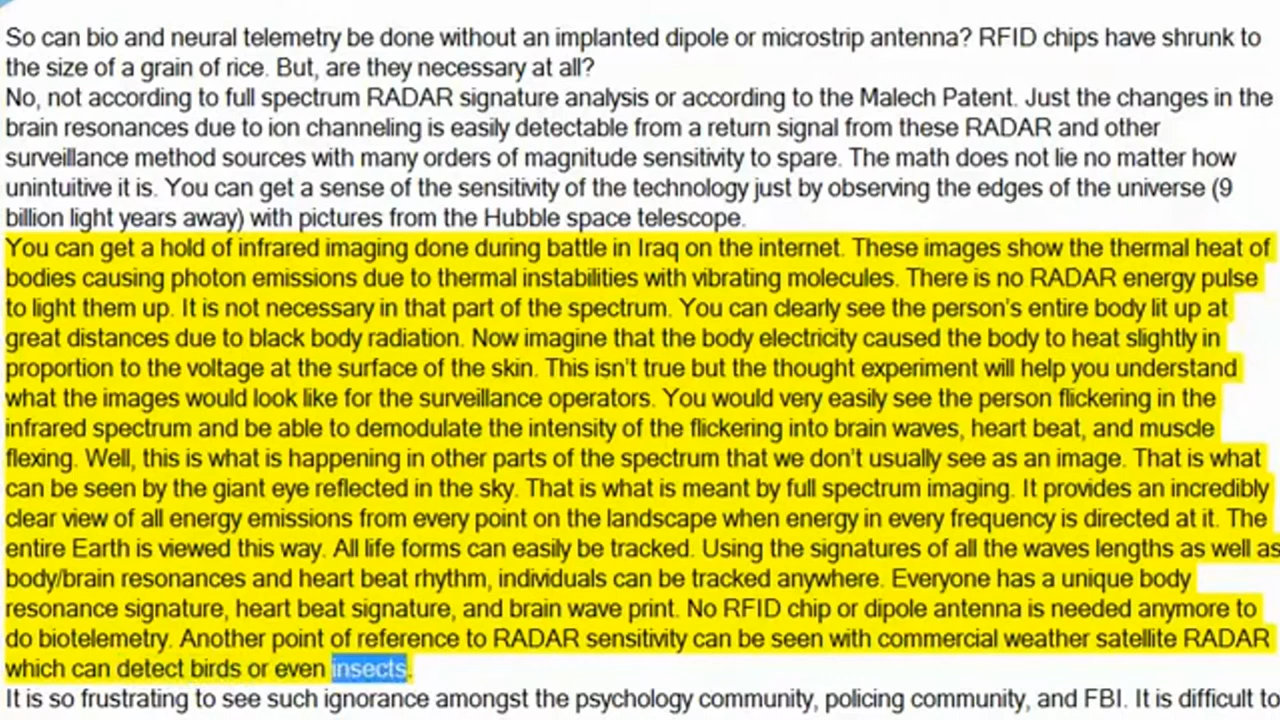 So can bio and neural telemetry be done without an implanted dipole or microstrip antenna? RFID chips have shrunk to
the size of a grain of rice. But, are they necessary at all?
No, not according to full spectrum RADAR signature analysis or according to the Malech Patent. Just the changes in the
brain resonances due to ion channeling is easily detectable from a return signal from these RADAR and other
surveillance method sources with many orders of magnitude sensitivity to spare. The math does not lie no matter how
unintuitive it is. You can get a sense of the sensitivity of the technology just by observing the edges of the universe (9
billion light years away) with pictures from the Hubble space telescope.
You can get a hold of infrared imaging done during battle in Iraq on the internet. These images show the thermal heat of
bodies causing photon emissions due to thermal instabilities with vibrating molecules. There is no RADAR energy pulse
to light them up. It is not necessary in that part of the spectrum. You can clearly see the person's entire body lit up at
great distances due to black body radiation. Now imagine that the body electricity caused the body to heat slightly in
proportion to the voltage at the surface of the skin. This isn't true but the thought experiment will help you understand
what the images would look like for the surveillance operators. You would very easily see the person flickering in the
infrared spectrum and be able to demodulate the intensity of the flickering into brain waves, heart beat, and muscle
flexing. Well, this is what is happening in other parts of the spectrum that we don't usually see as an image. That is what
can be seen by the giant eye reflected in the sky. That is what is meant by full spectrum imaging. It provides an incredibly
clear view of all energy emissions from every point on the landscape when energy in every frequency is directed at it. The
entire Earth is viewed this way. All life forms can easily be tracked. Using the signatures of all the waves lengths as well as
body/brain resonances and heart beat rhythm, individuals can be tracked anywhere. Everyone has a unique body
resonance signature, heart beat signature, and brain wave print. No RFID chip or dipole antenna is needed anymore to
do biotelemetry. Another point of reference to RADAR sensitivity can be seen with commercial weather satellite RADAR
which can detect birds or even insects.
It is so frustrating to see such ignorance amongst the psychology community, policing community, and FBI. It is difficult to